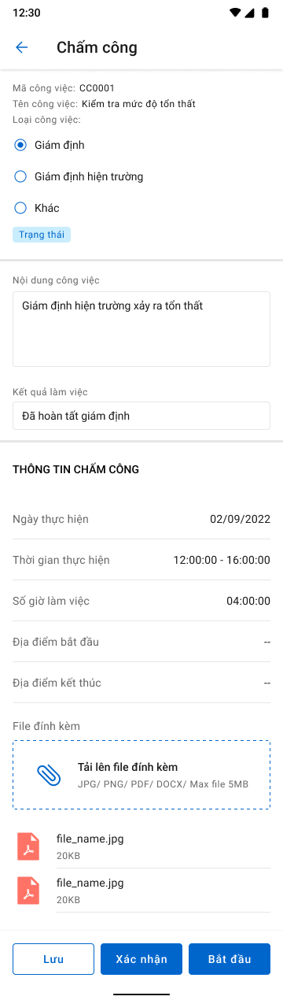 12:30
Chấm công
Mã công việc: CC0001
Tên công việc: Kiểm tra mức độ tổn thất
Loại công việc:
Giám định
Giám định hiện trường
Khác
Trạng thái
Nội dung công việc
Giám định hiện trường xảy ra tổn thất
Kết quả làm việc
Đã hoàn tất giám định
THÔNG TIN CHẤM CÔNG
Ngày thực hiện 02/09/2022
Thời gian thực hiện 12:00:00 - 16:00:00
Số giờ làm việc 04:00:00
Địa điểm bắt đầu --
Địa điểm kết thúc --
File đính kèm
Tải lên file đính kèm
JPG/ PNG/ PDF/ DOCX/ Max file 5MB
file_name.jpg
20KB
file_name.jpg
20KB
Lưu Xác nhận Bắt đầu